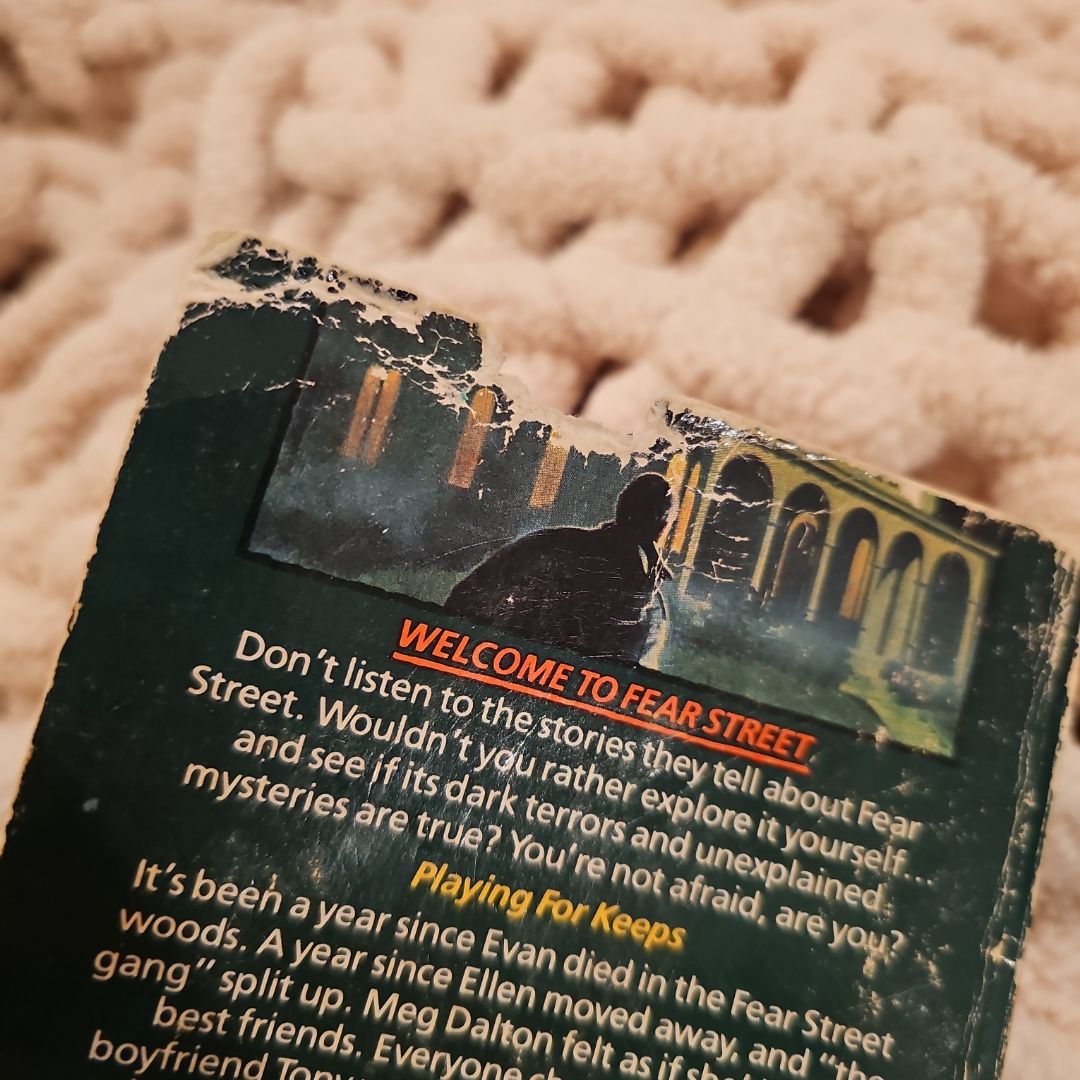 WELCOME TO FEAR STREET
Don't listen to the stories they tell about Fear
Street. Wouldn't you rather explore it yourself...
and see if its dark terrors and unexplained
mysteries are true? You're not afraid, are you?
Playing For Keeps
It's been a year since Evan died in the Fear Street
woods. A year since Ellen moved away, and "the
gang" split up. Meg Dalton felt as if
best friends. Everyone
boyfriend Tony